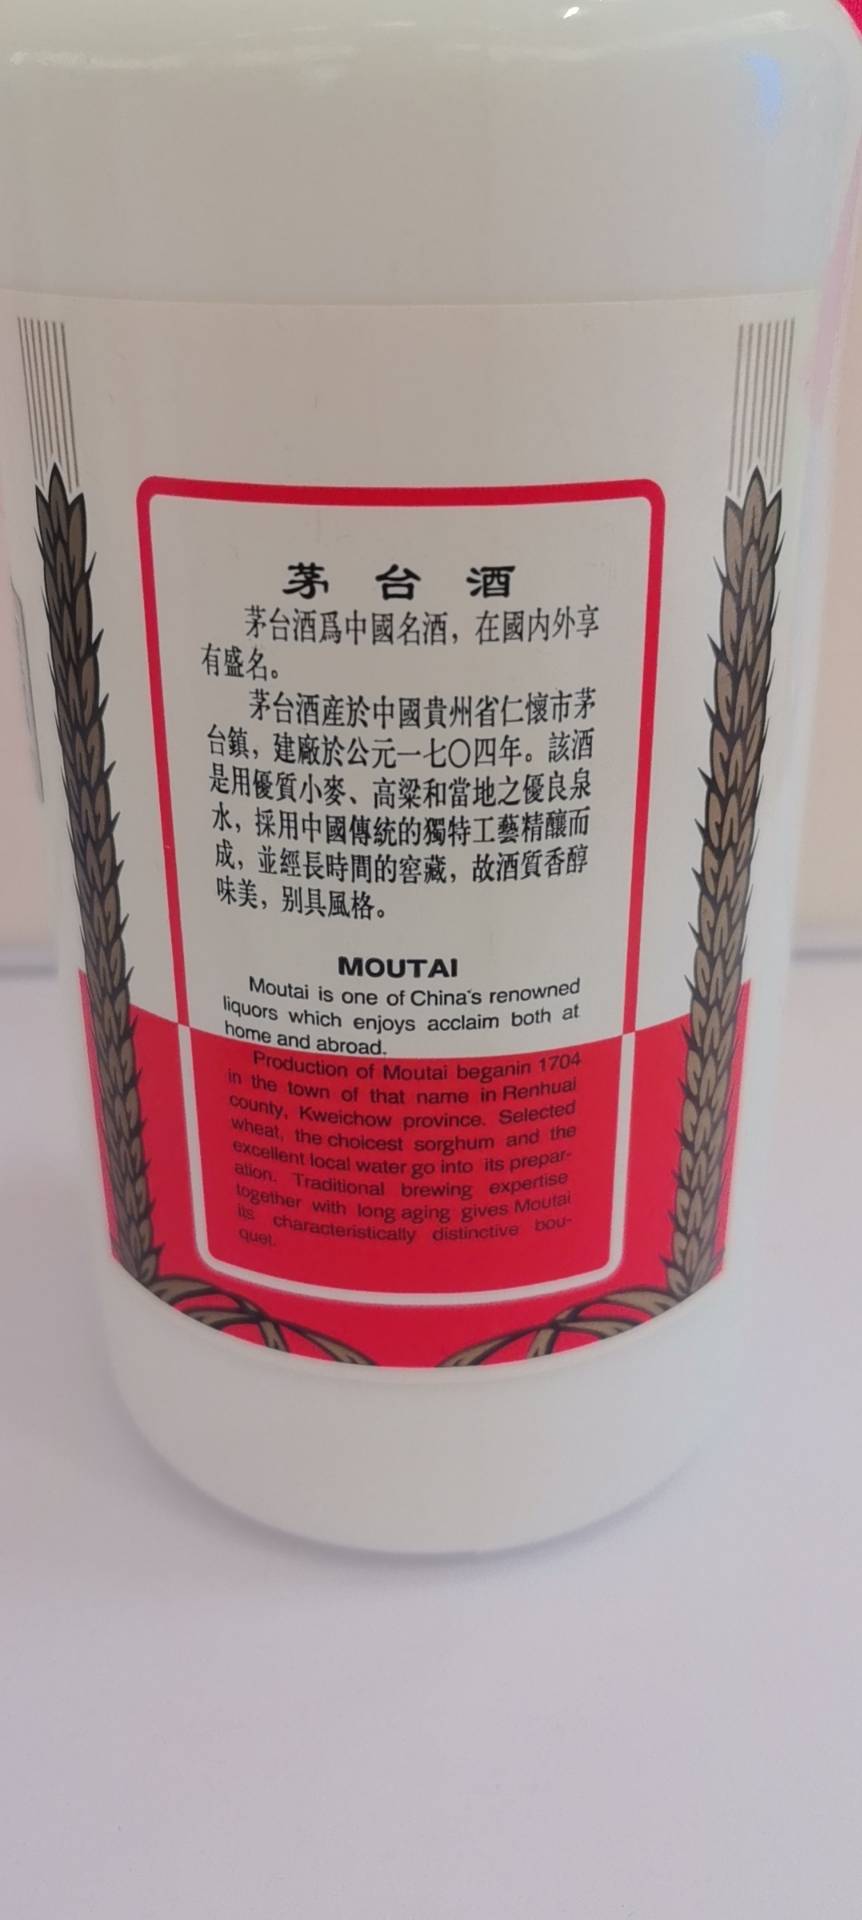 茅台酒
茅台酒爲中國名酒，在國内外享
有盛名。
茅台酒産於中國貴州省仁懷市茅
台鎮，建廠於公元一七〇四年。該酒
是用優質小麥、高粱和當地之優良泉
水，採用中國傳統的獨特工藝精釀而
成，並經長時間的窖藏，故酒質香醇
味美，别具風格。
MOUTAI
Moutai is one of China's renowned
liquors which enjoys acclaim both at
home and abroad.
Production of Moutai beganin 1704
in the town of that name in Renhuai
county, Kweichow province. Selected
wheat, the choicest sorghum and the
excellent local water go into its prepar-
ation. Traditional brewing expertise
together with long aging gives Moutai
its characteristically distinctive bou-
quet.